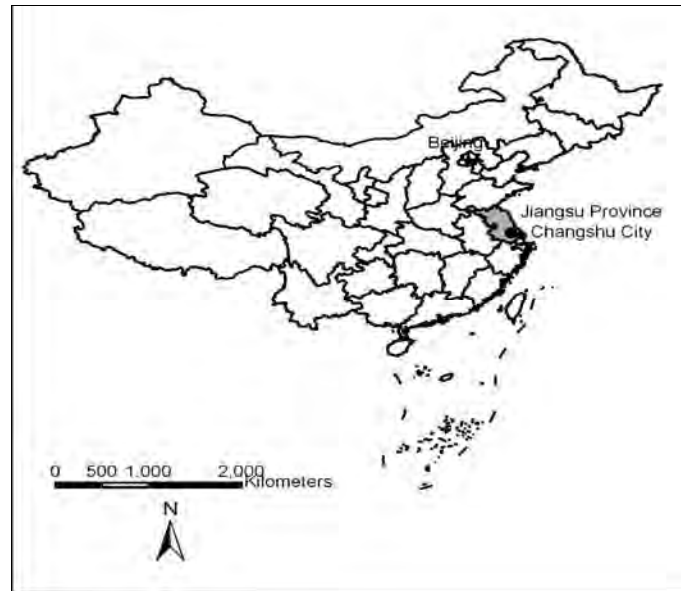 Beijing
Jiangsu Province
Changshu City
0 500 1,000 2,000
Kilometers
N